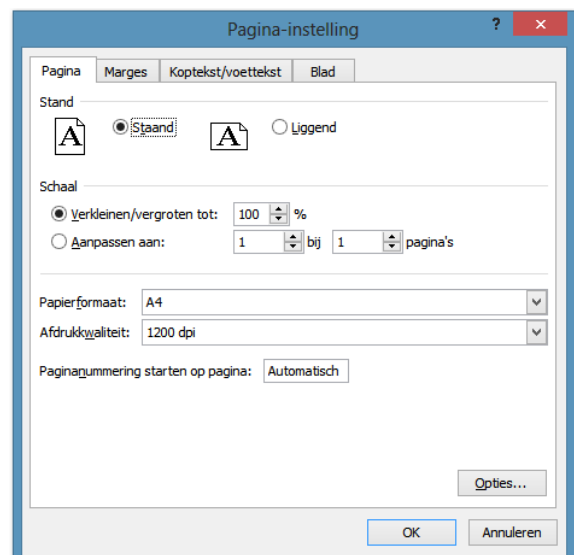 Pagina-instelling ?
Pagina Marges Koptekst/voettekst Blad
Stand
A Staand A Liggend
Schaal
Verkleinen/vergroten tot: 100 %
Aanpassen aan: 1 bij 1 pagina's
Papierformaat: A4
Afdrukkwaliteit: 1200 dpi
Paginanummering starten op pagina: Automatisch
Opties...
OK Annuleren